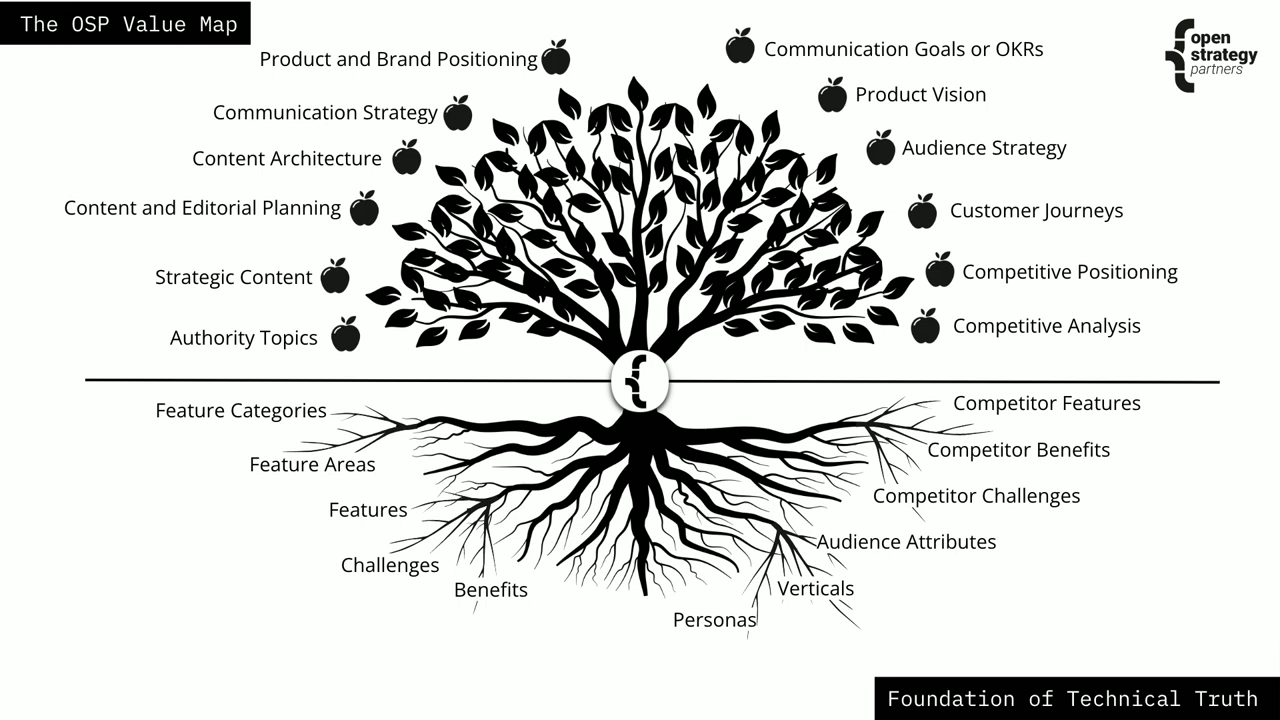 The OSP Value Map
open
strategy
partners
Product and Brand Positioning
Communication Strategy
Content Architecture
Content and Editorial Planning
Strategic Content
Authority Topics
Communication Goals or OKRs
Product Vision
Audience Strategy
Customer Journeys
Competitive Positioning
Competitive Analysis
Feature Categories
Feature Areas
Features
Challenges
Benefits
Competitor Features
Competitor Benefits
Competitor Challenges
Audience Attributes
Verticals
Personas
Foundation of Technical Truth